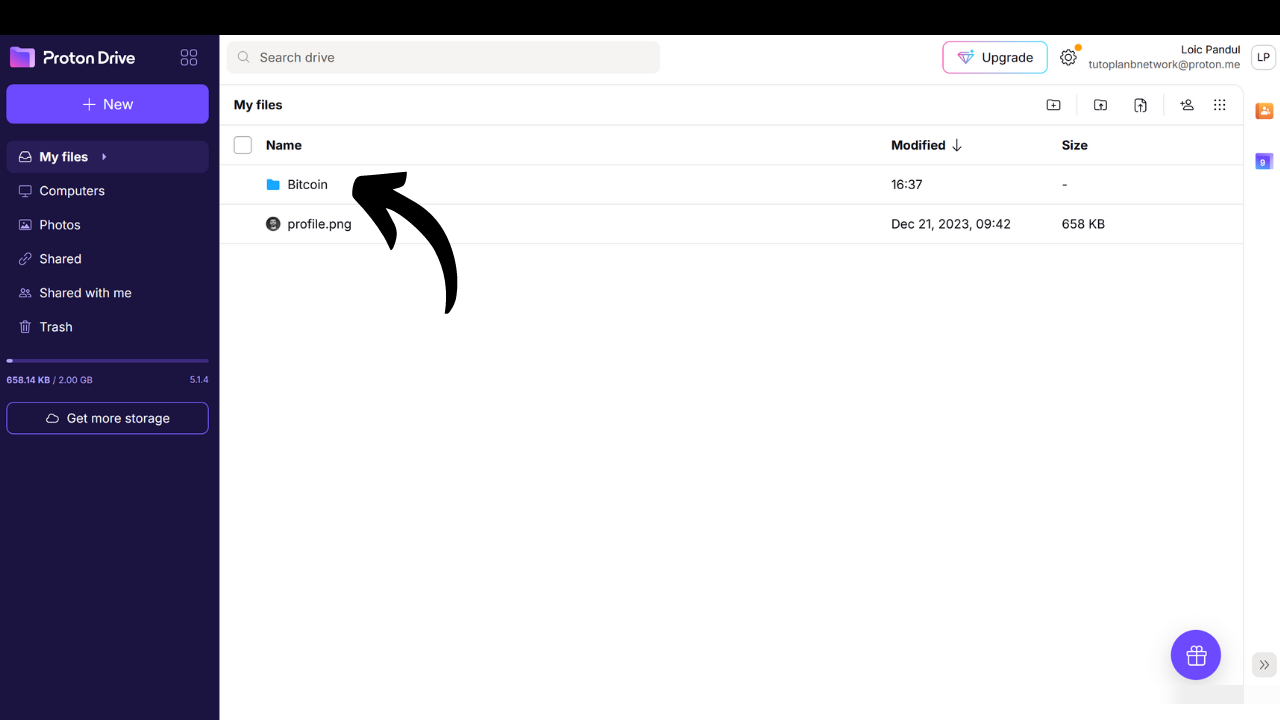 Proton Drive
New
My files
Computers
Photos
Shared
Shared with me
Trash
658.14 KB / 2.00 GB 5.1.4
Get more storage
Search drive
Upgrade
Loic Pandul
tutoplanbnetwork@proton.me
LP
My files
Name Modified Size
Bitcoin 16:37 -
profile.png Dec 21, 2023, 09:42 658 KB
9